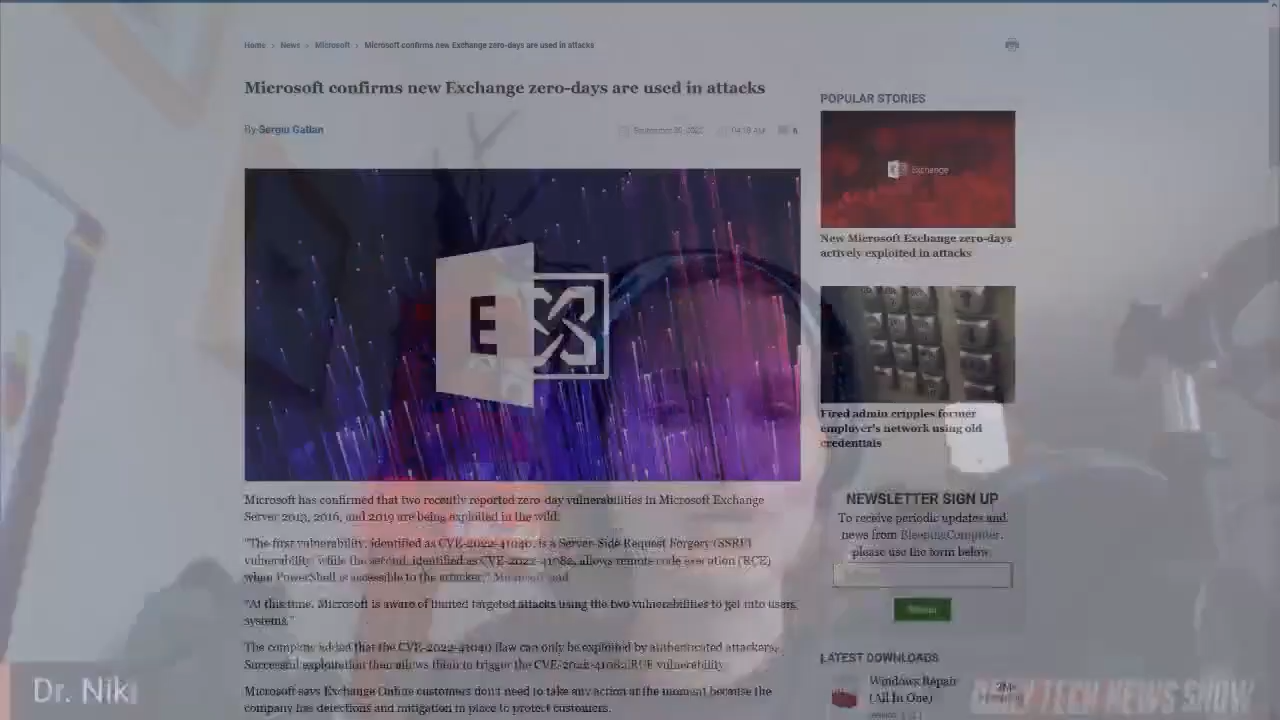 Home > News > Microsoft > Microsoft confirms new Exchange zero-days are used in attacks
Microsoft confirms new Exchange zero-days are used in attacks
By Sergiu Gatlan
September 30, 2022
04:18 AM
6
E
Microsoft has confirmed that two recently reported zero-day vulnerabilities in Microsoft Exchange
Server 2013, 2016, and 2019 are being exploited in the wild.
"The first vulnerability, identified as CVE-2022-41040, is a Server-Side Request Forgery (SSRF)
vulnerability, while the second, identified as CVE-2022-41082, allows remote code execution (RCE)
when PowerShell is accessible to the attacker," Microsoft said.
"At this time, Microsoft is aware of limited targeted attacks using the two vulnerabilities to get into users'
systems."
The company added that the CVE-2022-41040 flaw can only be exploited by authenticated attackers.
Successful exploitation then allows them to trigger the CVE-2022-41082 RCE vulnerability.
Microsoft says Exchange Online customers don't need to take any action at the moment because the
company has detections and mitigation in place to protect customers.
POPULAR STORIES
Exchange
New Microsoft Exchange zero-days
actively exploited in attacks
Fired admin cripples former
employer's network using old
credentials
NEWSLETTER SIGN UP
To receive periodic updates and
news from BleepingComputer,
please use the form below.
Submit
LATEST DOWNLOADS
Windows Repair
(All In One)
2M+
Dr. Niki
DAILY TECH NEWS SHOW